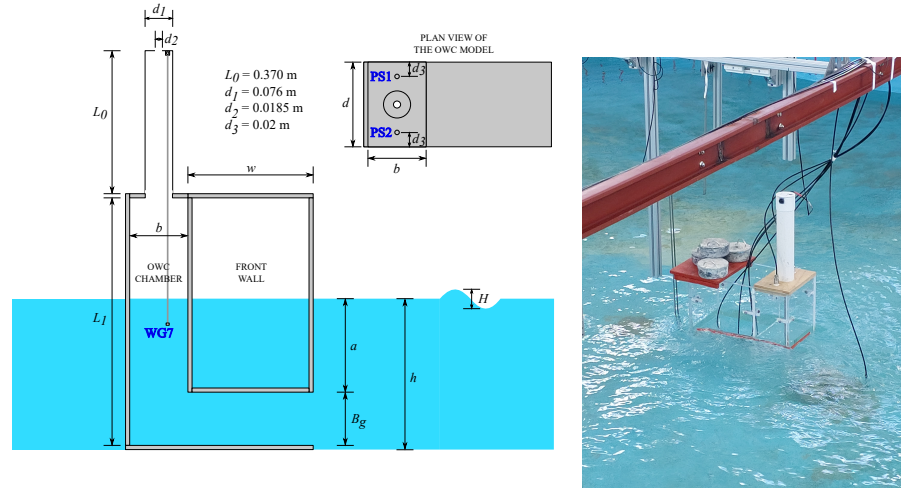 d1
d2
L0 = 0.370 m
d1 = 0.076 m
d2 = 0.0185 m
d3 = 0.02 m
L0
PLAN VIEW OF
THE OWC MODEL
PS1
d3
d
PS2
d3
b
w
b
OWC
CHAMBER
FRONT
WALL
L1
WG7
H
a
h
Bg